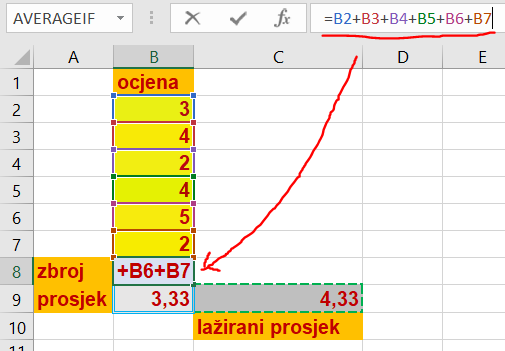 AVERAGEIF =B2+B3+B4+B5+B6+B7
A B C D E
1 ocjena
2 3
3 4
4 2
5 4
6 5
7 2
8 zbroj +B6+B7
9 prosjek 3,33 4,33
10 lažirani prosjek
11